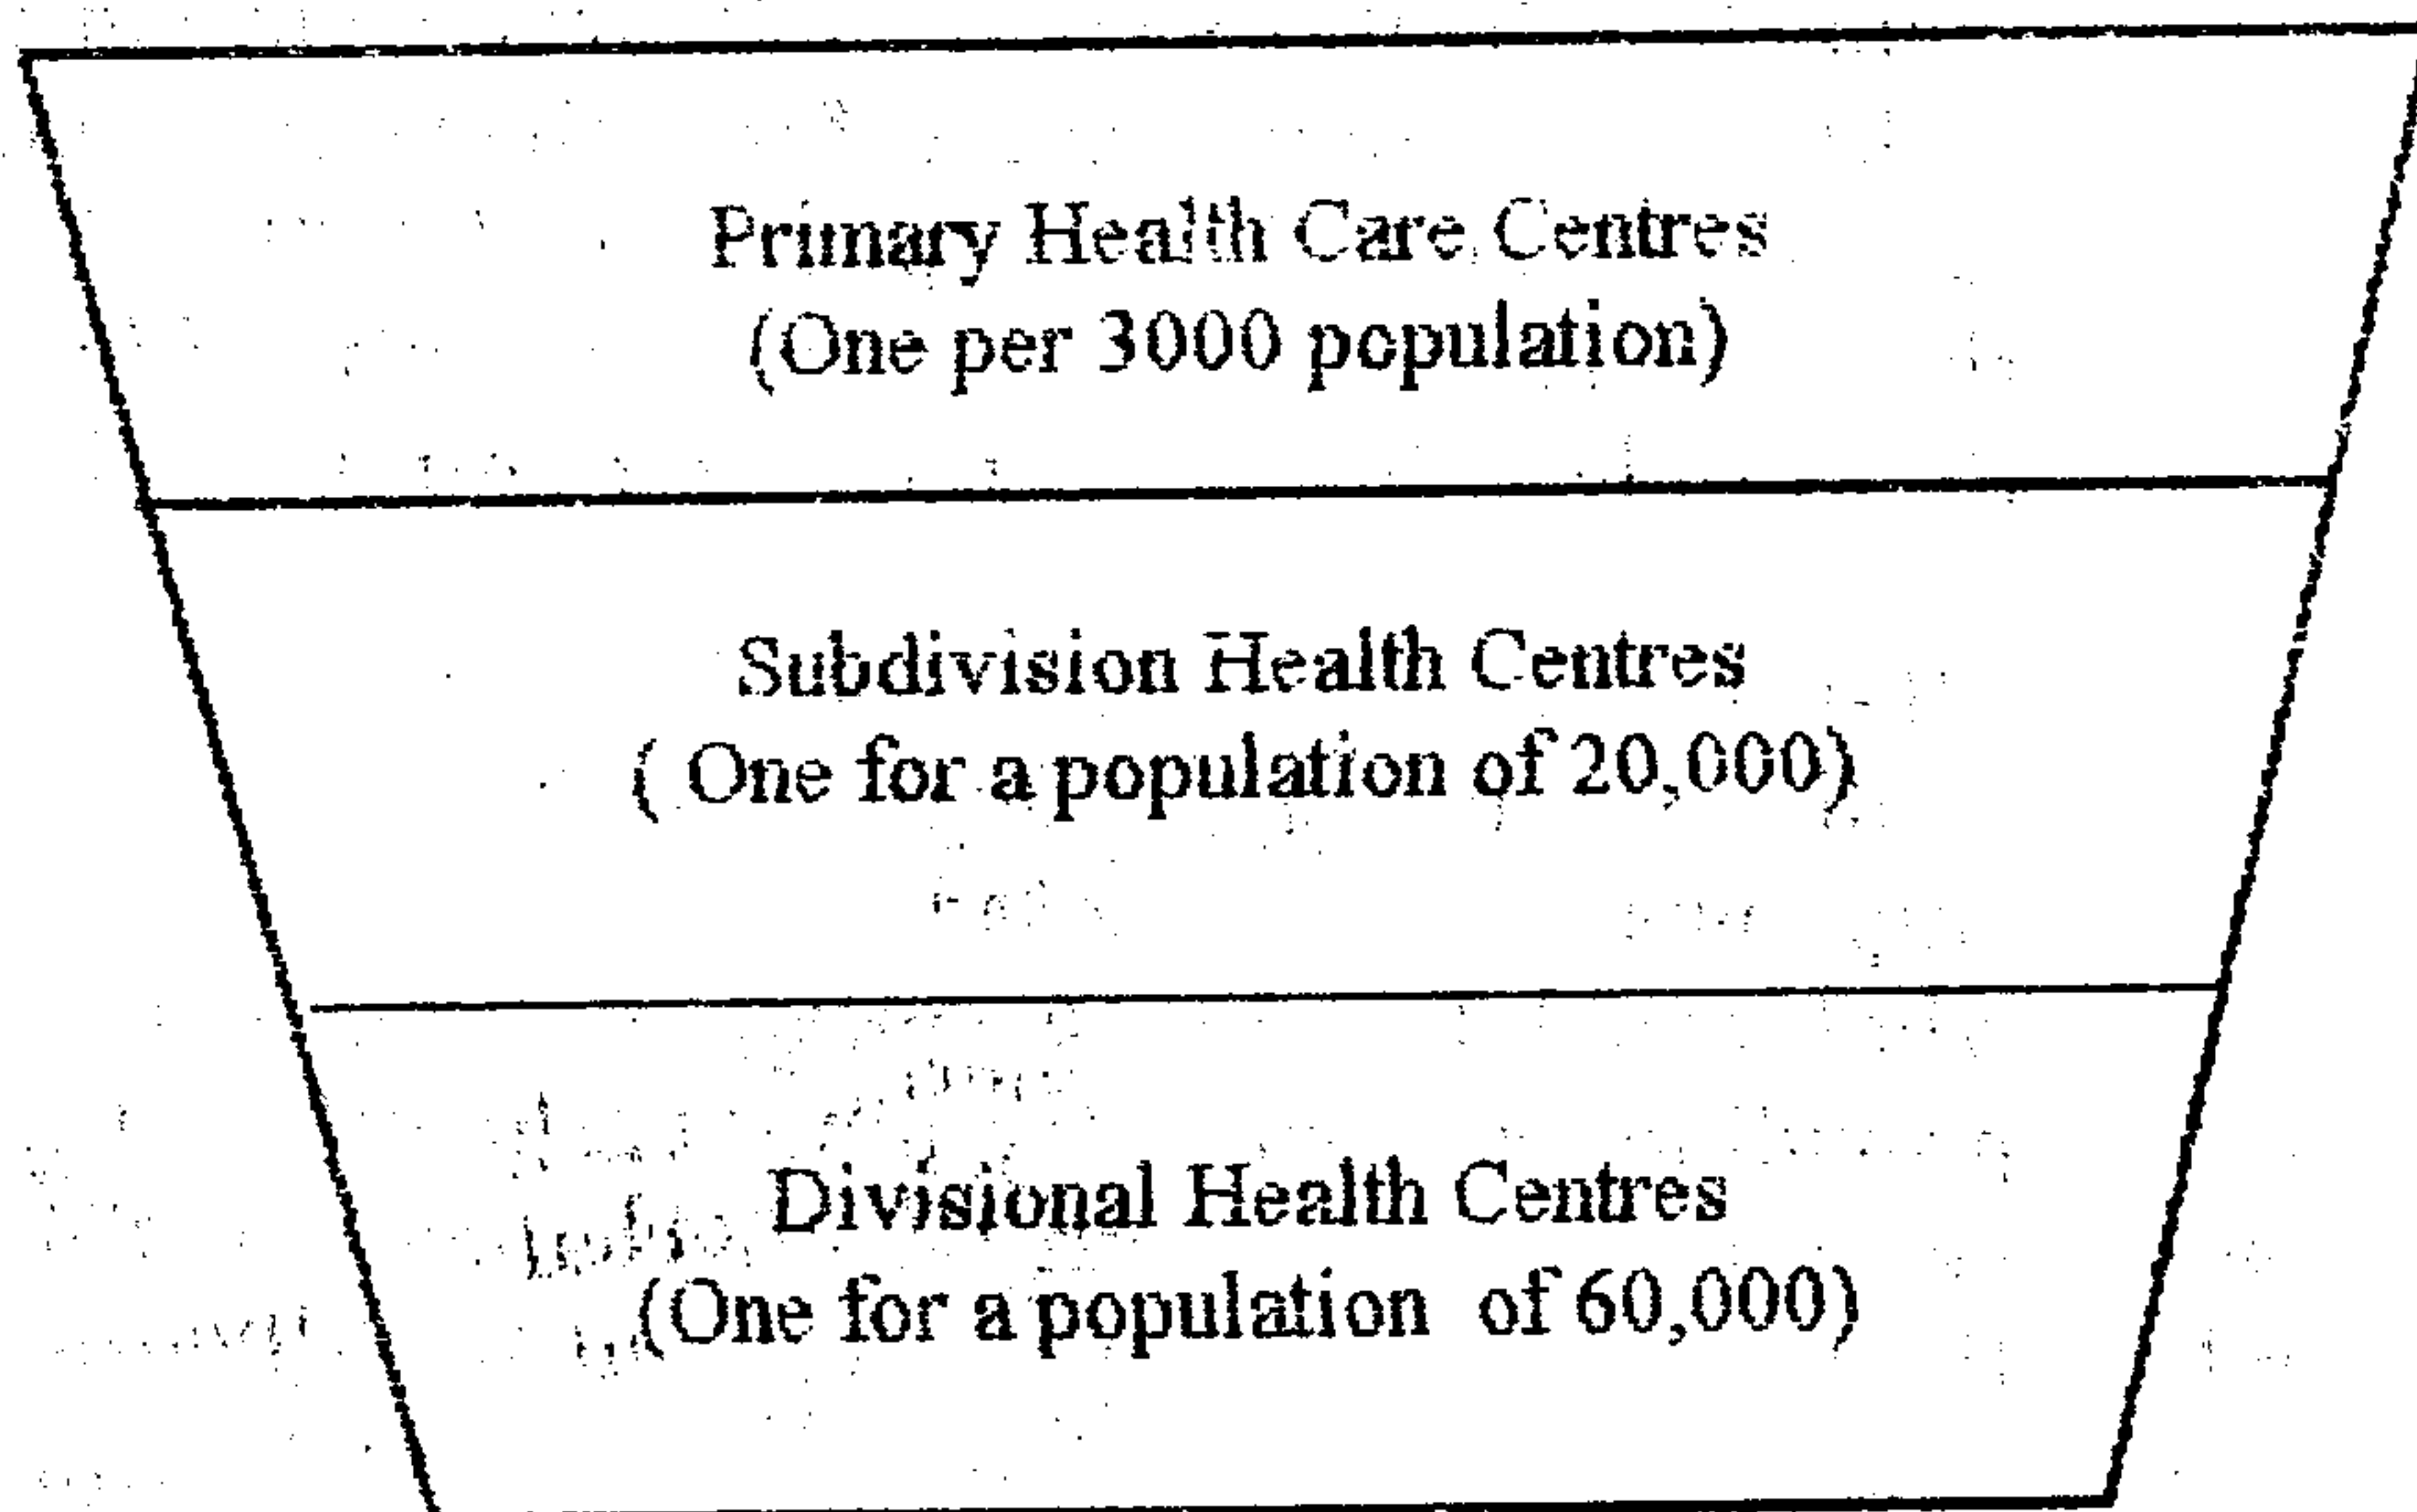 Primary Health Care Centres
(One per 3000 population)
Subdivision Health Centres
( One for a population of 20,000)
Divisional Health Centres
(One for a population of 60,000)